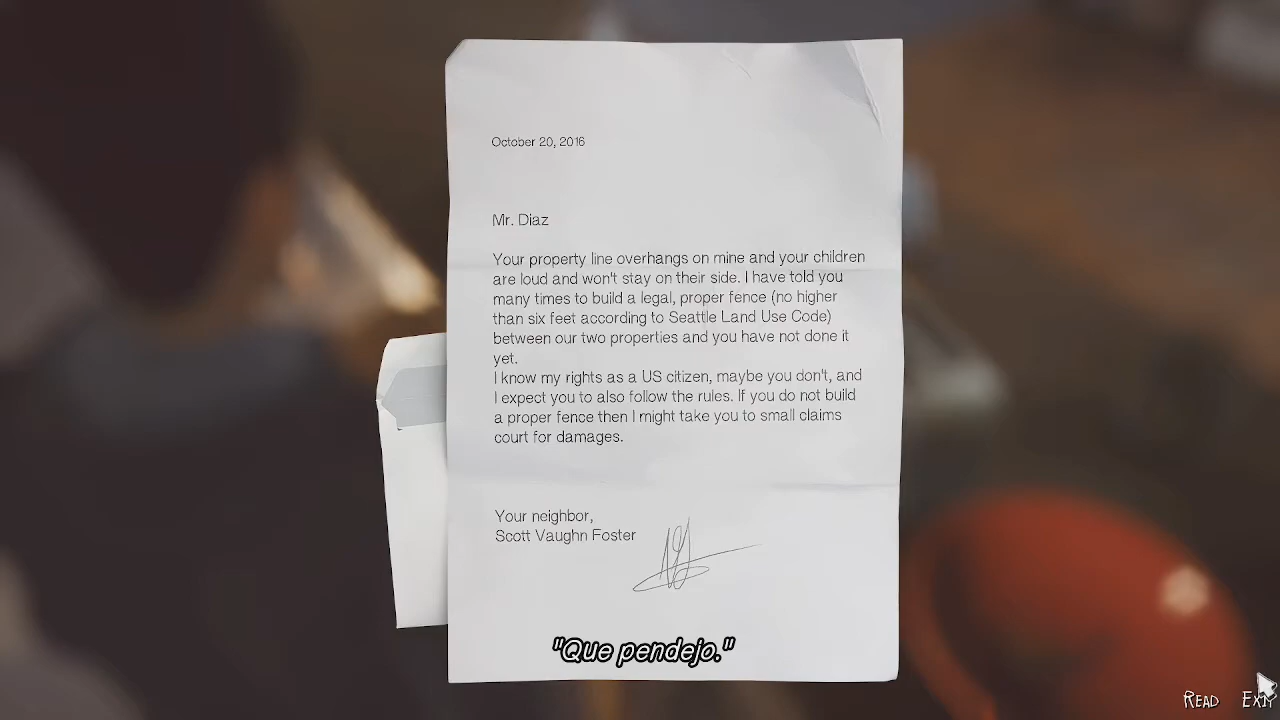 October 20, 2016
Mr. Diaz
Your property line overhangs on mine and your children
are loud and won't stay on their side. I have told you
many times to build a legal, proper fence (no higher
than six feet according to Seattle Land Use Code)
between our two properties and you have not done it
yet.
I know my rights as a US citizen, maybe you don't, and
I expect you to also follow the rules. If you do not build
a proper fence then I might take you to small claims
court for damages.
Your neighbor,
Scott Vaughn Foster
"Que pendejo."
READ EXIT